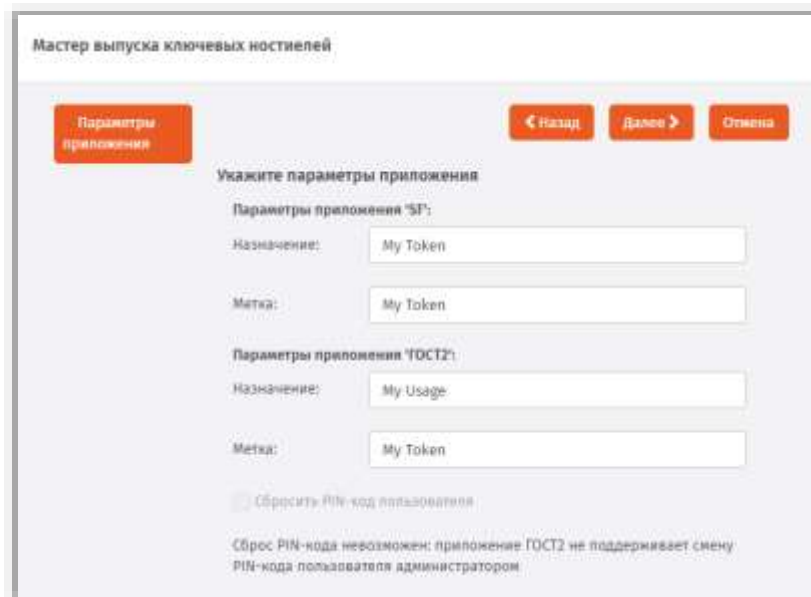 Мастер выпуска ключевых ностиелей
Параметры
приложения
Назад
Далее
Отмена
Укажите параметры приложения
Параметры приложения 'SF':
Назначение:
My Token
Метка:
My Token
Параметры приложения 'ГОСТ2':
Назначение:
My Usage
Метка:
My Token
Сбросить PIN-код пользователя
Сброс PIN-кода невозможен: приложение ГОСТ2 не поддерживает смену
PIN-кода пользователя администратором